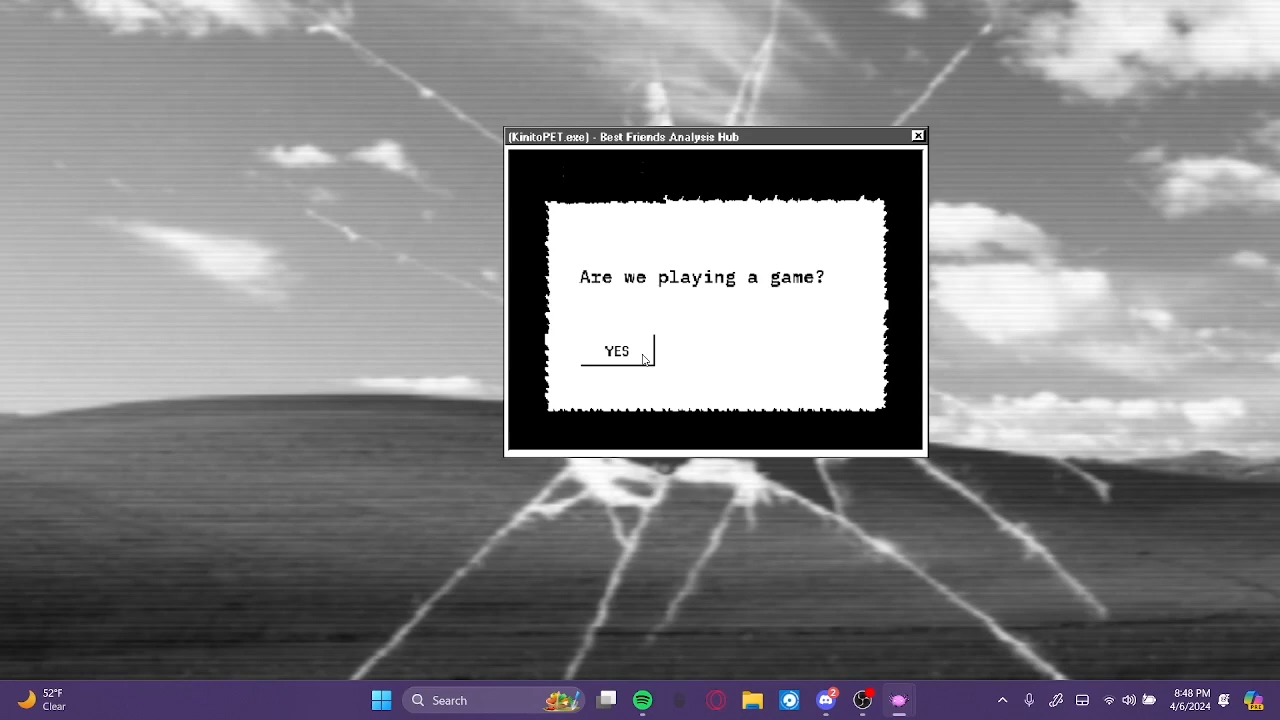 (KinitoPET.exe) - Best Friends Analysis Hub
Are we playing a game?
YES
52°F
Clear
Search
2
8:48 PM
4/6/2024